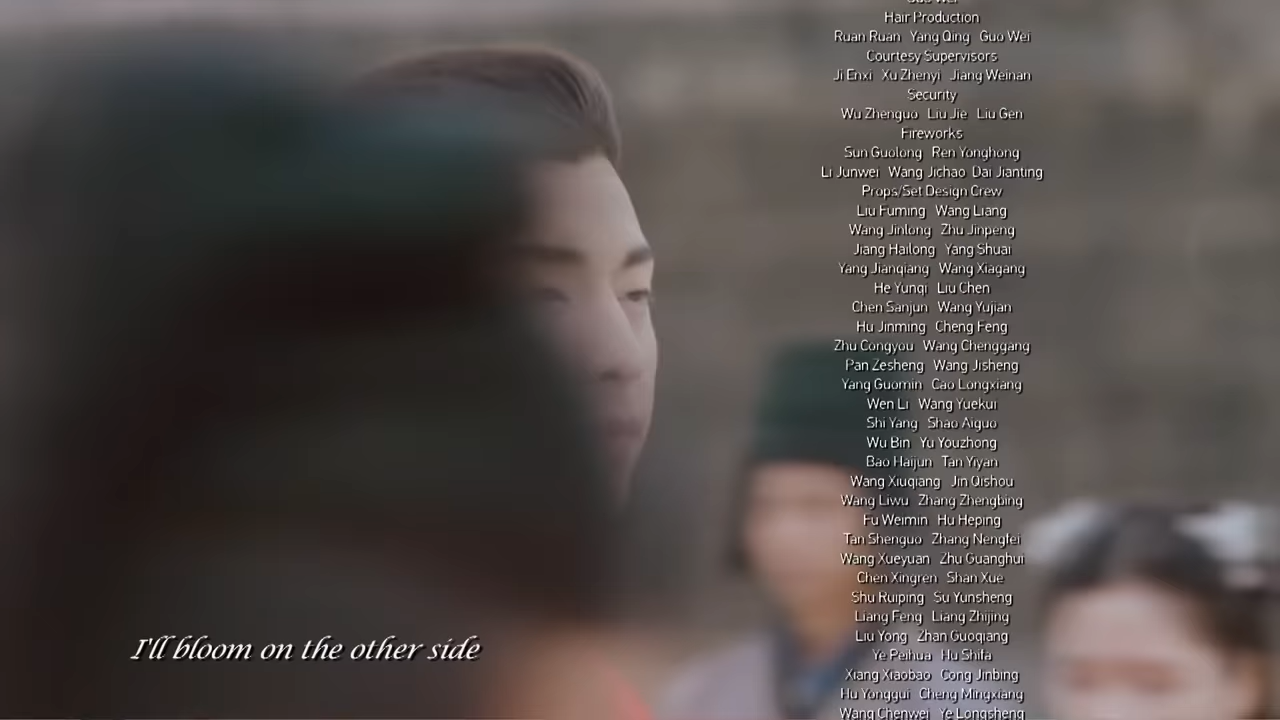 Hair Production
Ruan Ruan Yang Qing Guo Wei
Courtesy Supervisors
Ji Enxi Xu Zhenyi Jiang Weinan
Security
Wu Zhenguo Liu Jie Liu Gen
Fireworks
Sun Guolong Ren Yonghong
Li Junwei Wang Jichao Dai Jianting
Props/Set Design Crew
Liu Fuming Wang Liang
Wang Jinlong Zhu Jinpeng
Jiang Hailong Yang Shuai
Yang Jianqiang Wang Xiagang
He Yunqi Liu Chen
Chen Sanjun Wang Yujian
Hu Jinming Cheng Feng
Zhu Congyou Wang Chenggang
Pan Zesheng Wang Jisheng
Yang Guomin Cao Longxiang
Wen Li Wang Yuekui
Shi Yang Shao Aiguo
Wu Bin Yu Youzhong
Bao Haijun Tan Yiyan
Wang Xiuqiang Jin Qishou
Wang Liwu Zhang Zhengbing
Fu Weimin Hu Heping
Tan Shenguo Zhang Nengfei
Wang Xueyuan Zhu Guanghui
Chen Xingren Shan Xue
Shu Ruiping Su Yunsheng
Liang Feng Liang Zhijing
Liu Yong Zhan Guoqiang
Ye Peihua Hu Shifa
Xiang Xiaobao Cong Jinbing
Hu Yonggui Cheng Mingxiang
Wang Chenwei Ye Longsheng
I'll bloom on the other side